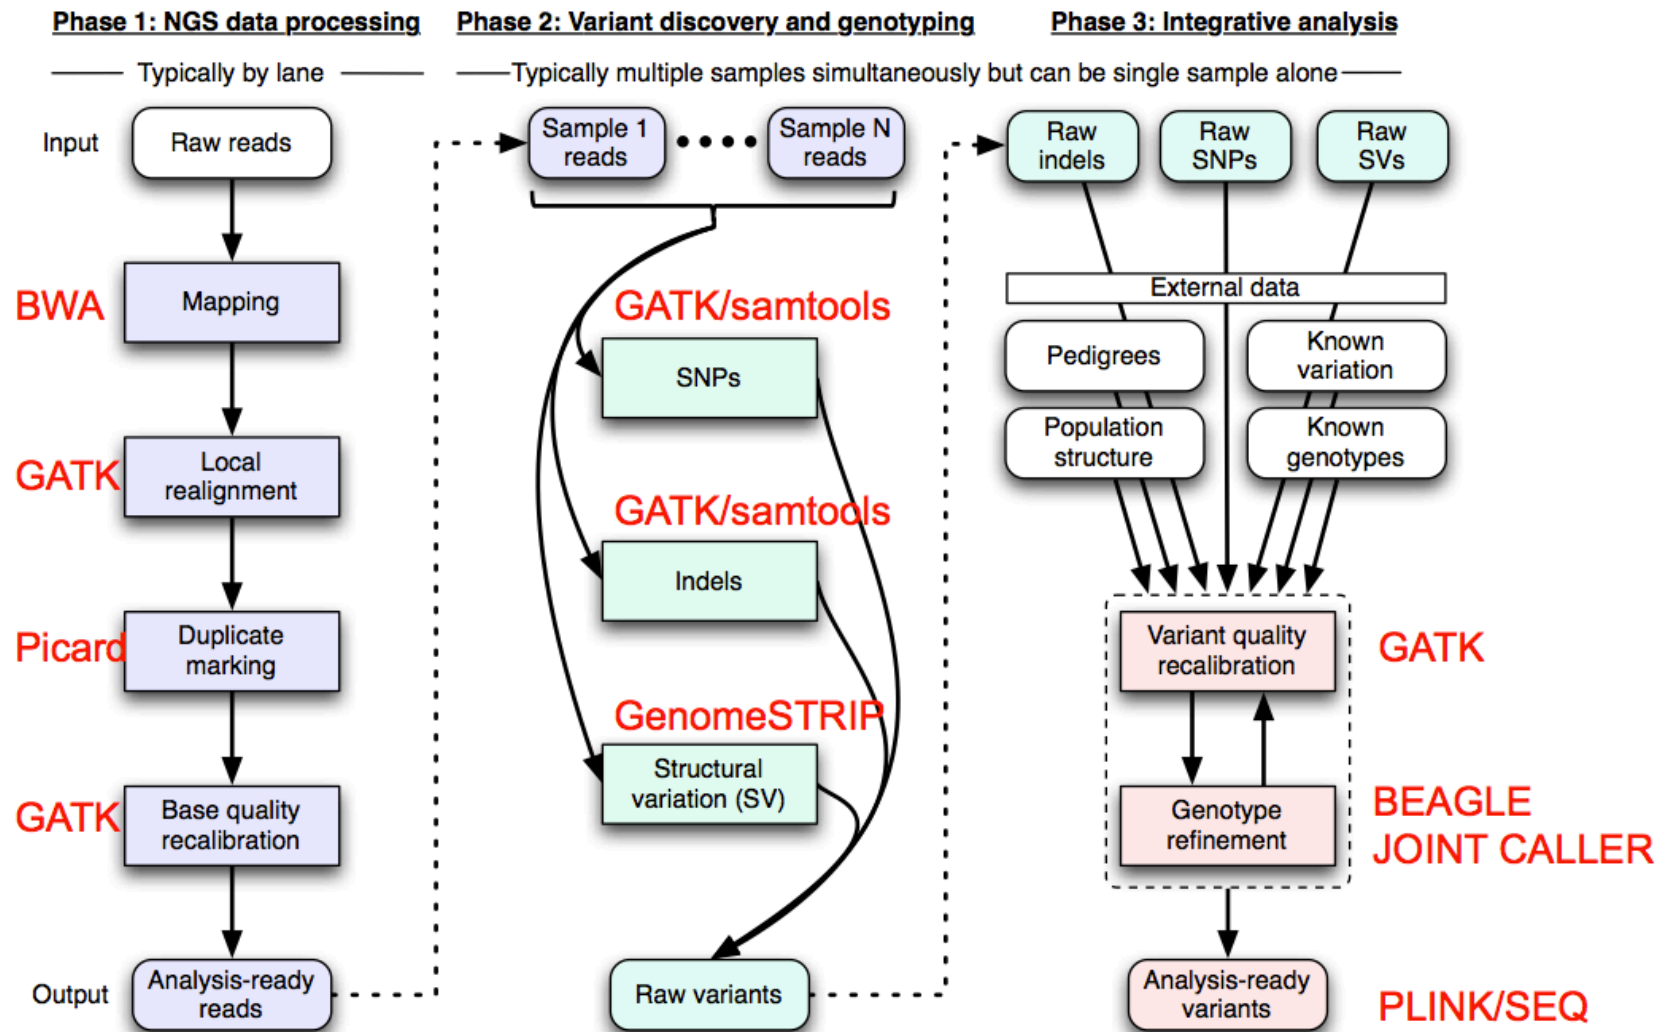 Phase 1: NGS data processing
Typically by lane
Input
Raw reads
BWA
Mapping
GATK
Local
realignment
Picard
Duplicate
marking
GATK
Base quality
recalibration
Output
Analysis-ready
reads
Phase 2: Variant discovery and genotyping
Typically multiple samples simultaneously but can be single sample alone
Sample 1
reads
Sample N
reads
GATK/samtools
SNPs
GATK/samtools
Indels
GenomeSTRIP
Structural
variation (SV)
Raw variants
Phase 3: Integrative analysis
Raw
indels
Raw
SNPs
Raw
SVs
External data
Pedigrees
Known
variation
Population
structure
Known
genotypes
Variant quality
recalibration
GATK
Genotype
refinement
BEAGLE
JOINT CALLER
Analysis-ready
variants
PLINK/SEQ